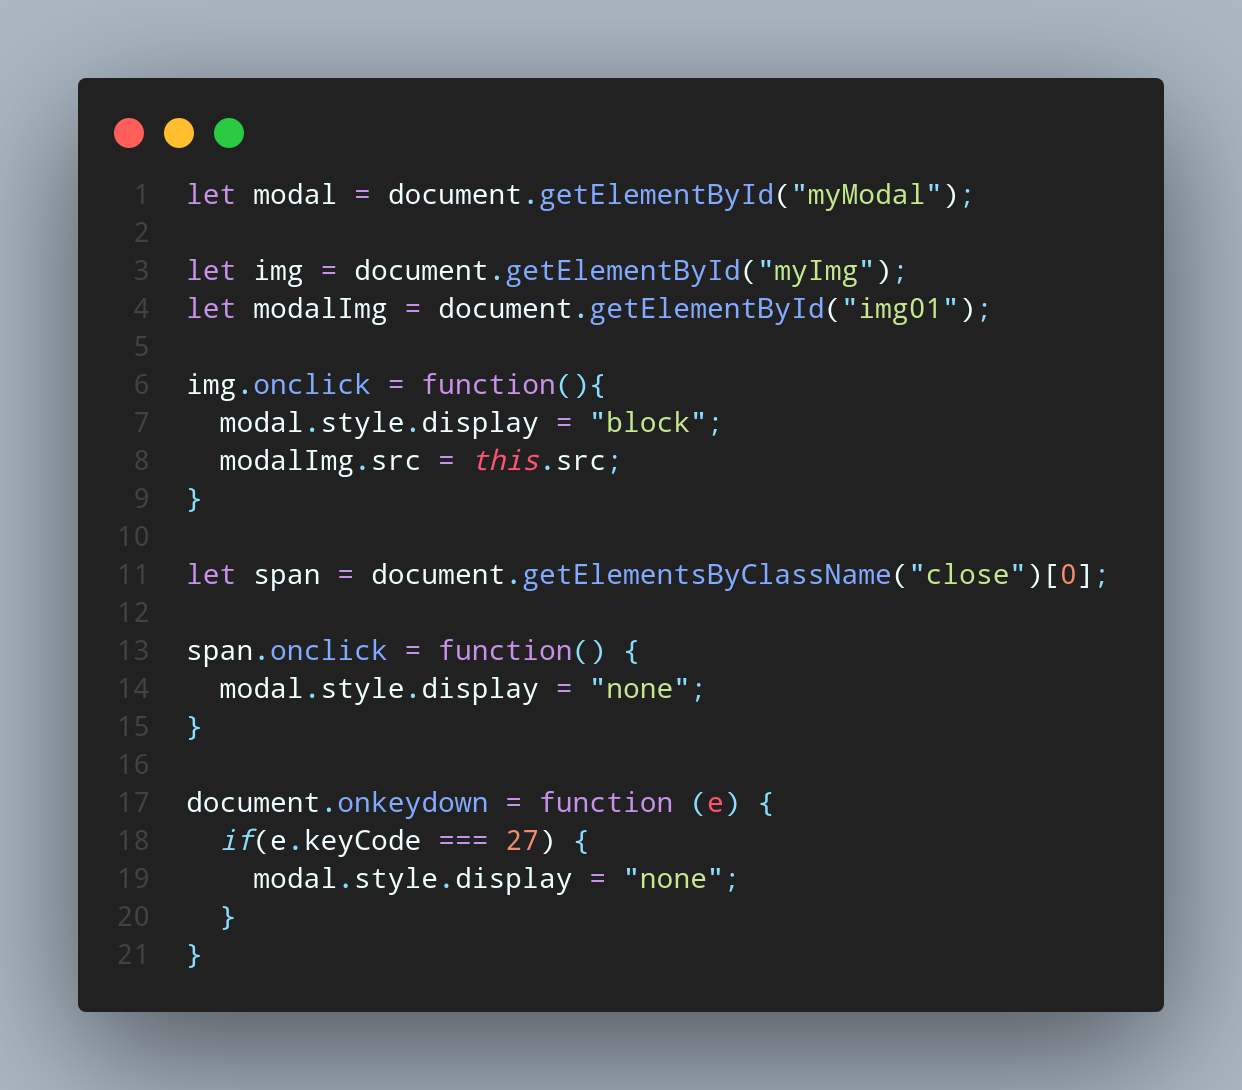 1 let modal = document.getElementById("myModal");
2
3 let img = document.getElementById("myImg");
4 let modalImg = document.getElementById("img01");
5
6 img.onclick = function(){
7   modal.style.display = "block";
8   modalImg.src = this.src;
9 }
10
11 let span = document.getElementsByClassName("close")[0];
12
13 span.onclick = function() {
14   modal.style.display = "none";
15 }
16
17 document.onkeydown = function (e) {
18   if(e.keyCode === 27) {
19     modal.style.display = "none";
20   }
21 }